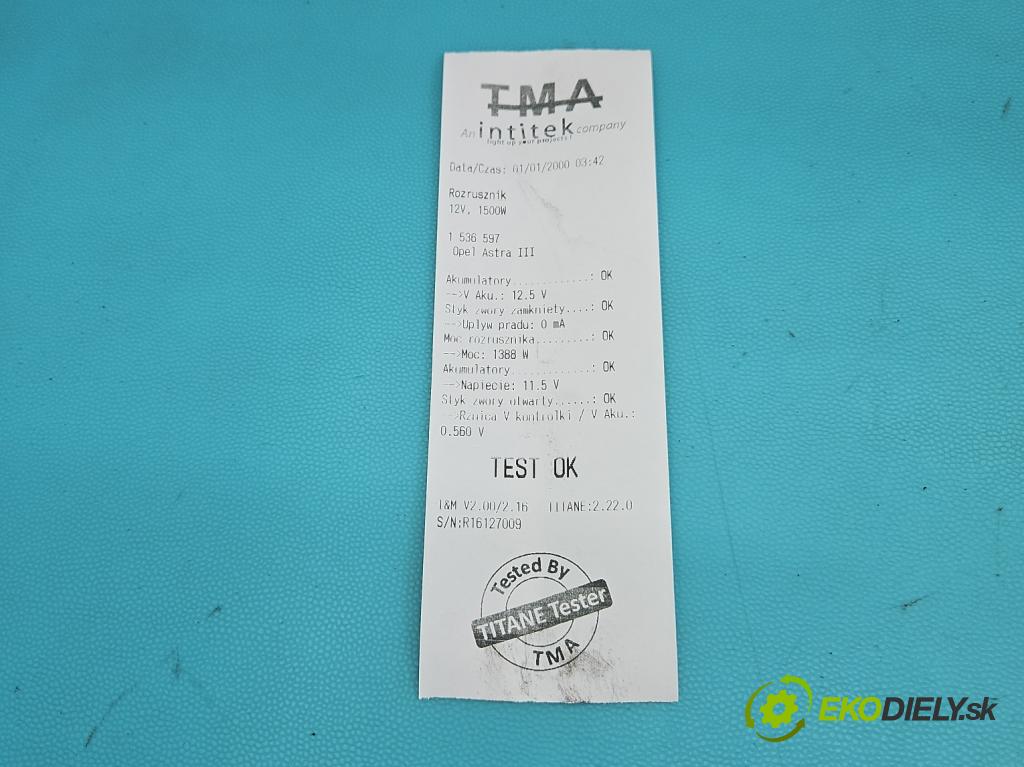 TMA
An intitek company
light up your projects!
Data/Czas: 01/01/2000 03:42
Rozrusznik
12V, 1500W
1 536 597
Opel Astra III
Akumulatory.............: OK
-->V Aku.: 12.5 V
Styk zwory zamkniety....: OK
-->Uplyw pradu: 0 mA
Moc rozrusznika.........: OK
-->Moc: 1388 W
Akumulatory.............: OK
-->Napiecie: 11.5 V
Styk zwory otwarty......: OK
-->Rznica V kontrolki / V Aku.:
0.560 V
TEST OK
T&M V2.00/2.16 TITANE:2.22.0
S/N:R16127009
Tested By
TITANE Tester
TMA
EKODIELY.sk